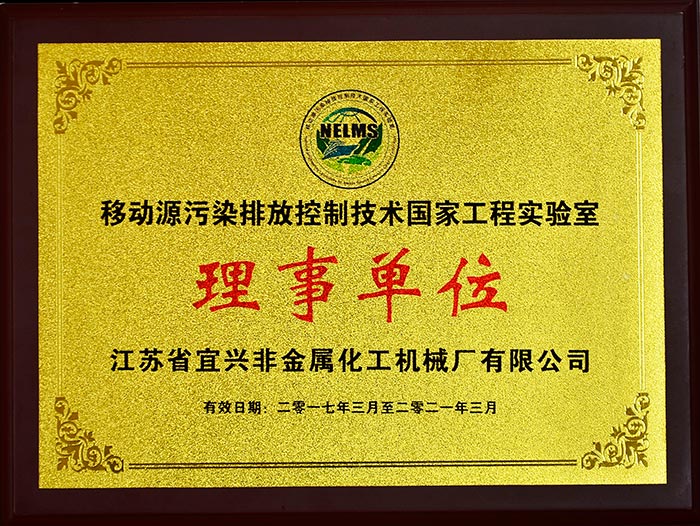 NELMS
移动源污染排放控制技术国家工程实验室
理事单位
江苏省宜兴非金属化工机械厂有限公司
有效日期：二零一七年三月至二零二一年三月